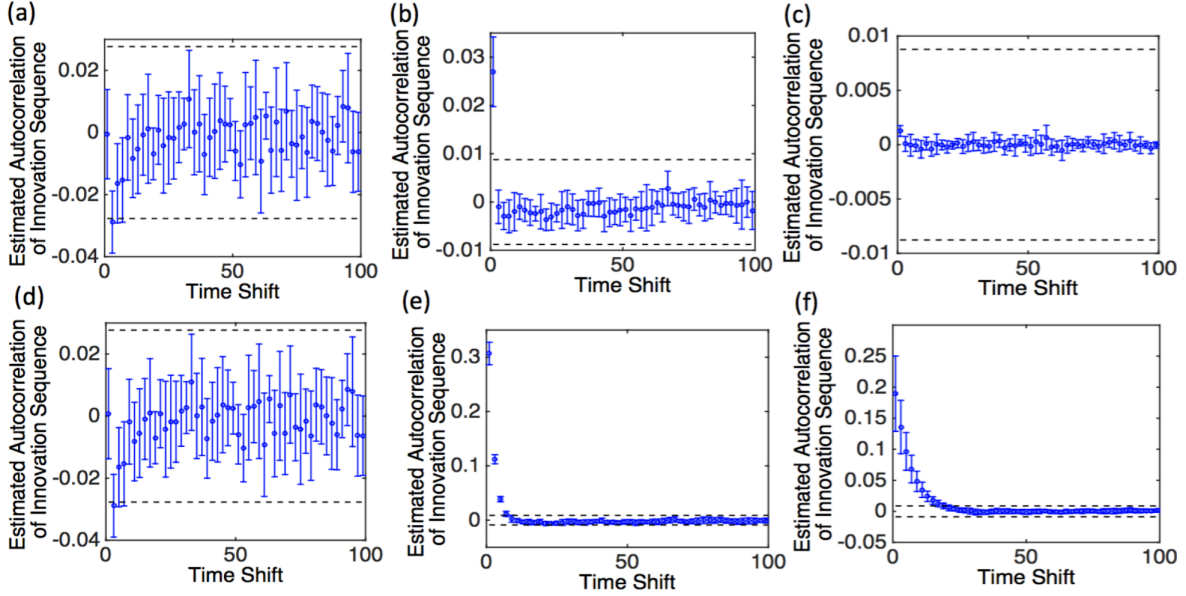 (a)
Estimated Autocorrelation
of Innovation Sequence
0.02
0
-0.02
-0.04
0
50
100
Time Shift
(b)
Estimated Autocorrelation
of Innovation Sequence
0.03
0.02
0.01
0
-0.01
0
50
100
Time Shift
(c)
Estimated Autocorrelation
of Innovation Sequence
0.01
0.005
0
-0.005
-0.01
0
50
100
Time Shift
(d)
Estimated Autocorrelation
of Innovation Sequence
0.02
0
-0.02
-0.04
0
50
100
Time Shift
(e)
Estimated Autocorrelation
of Innovation Sequence
0.3
0.2
0.1
0
0
50
100
Time Shift
(f)
Estimated Autocorrelation
of Innovation Sequence
0.25
0.20
0.15
0.1
0.05
0
-0.05
0
50
100
Time Shift